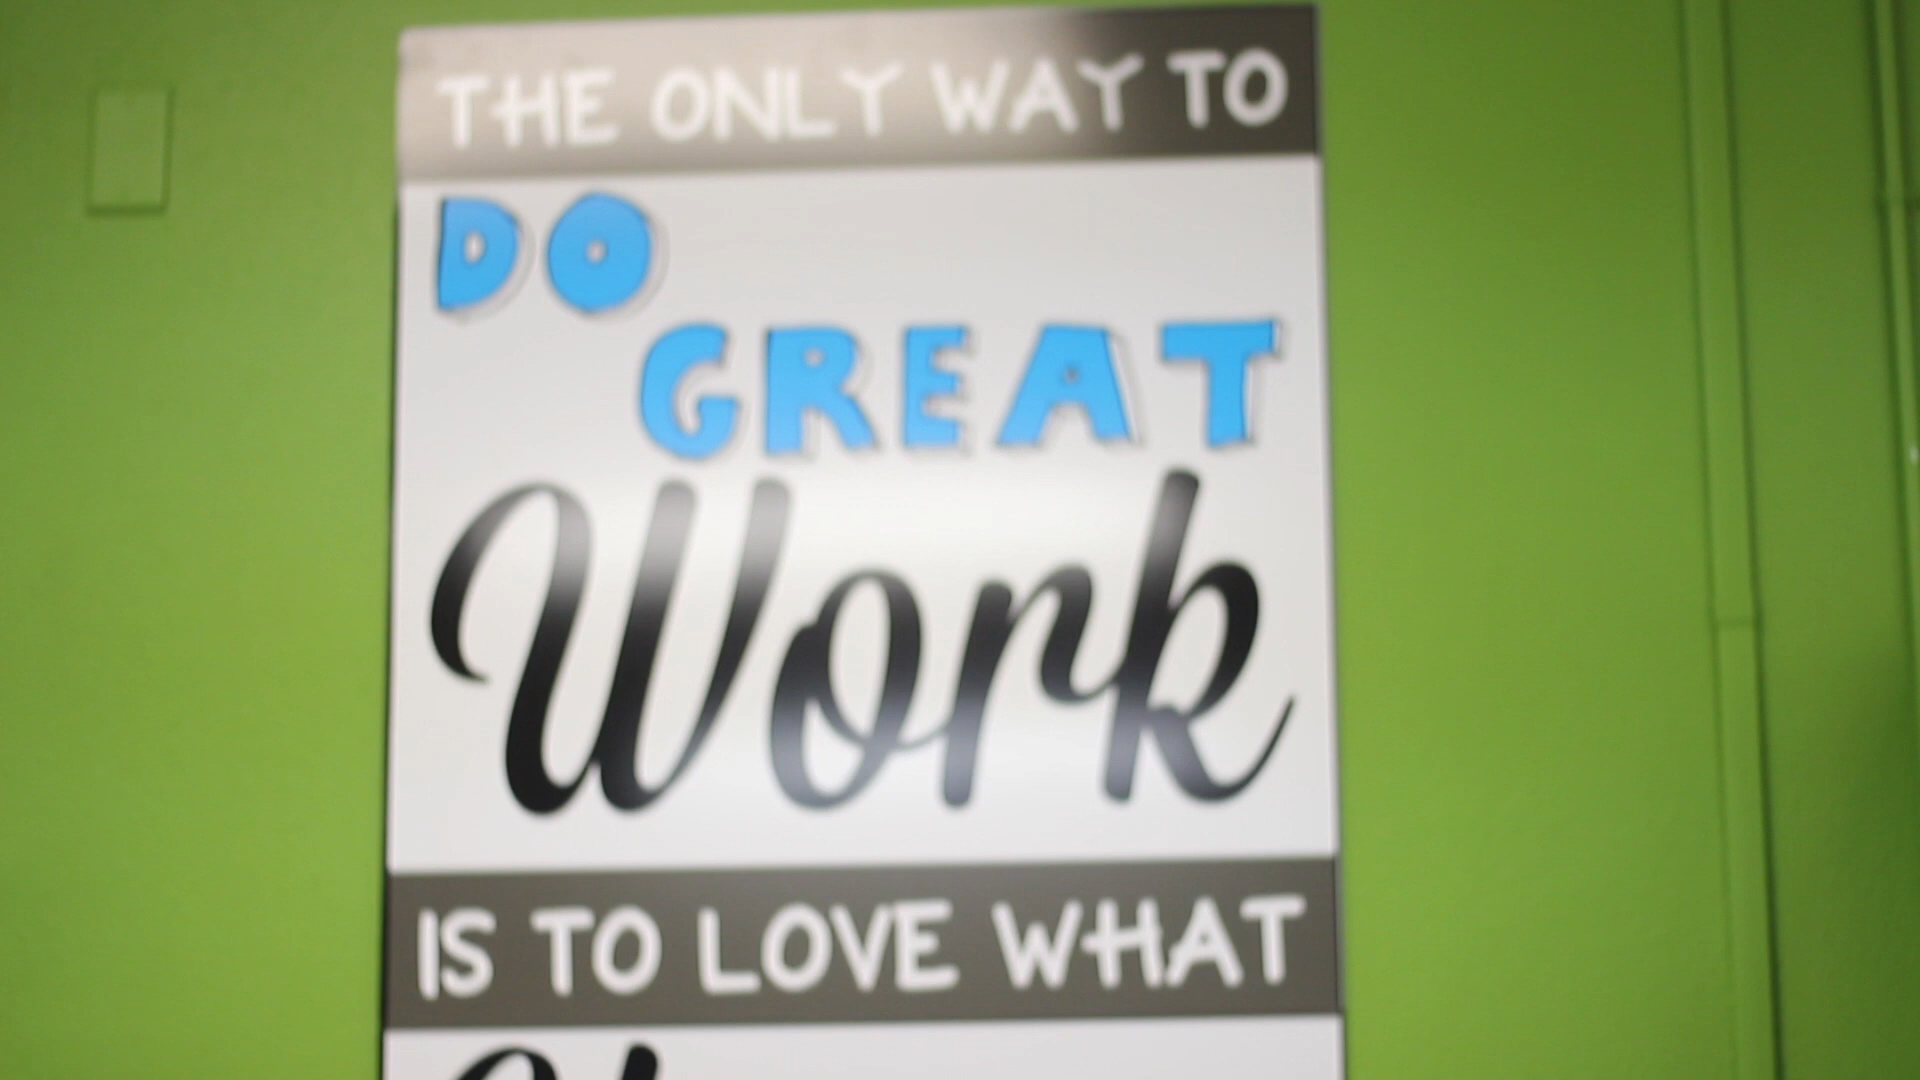 THE ONLY WAY TO
DO
GREAT
Work
IS TO LOVE WHAT